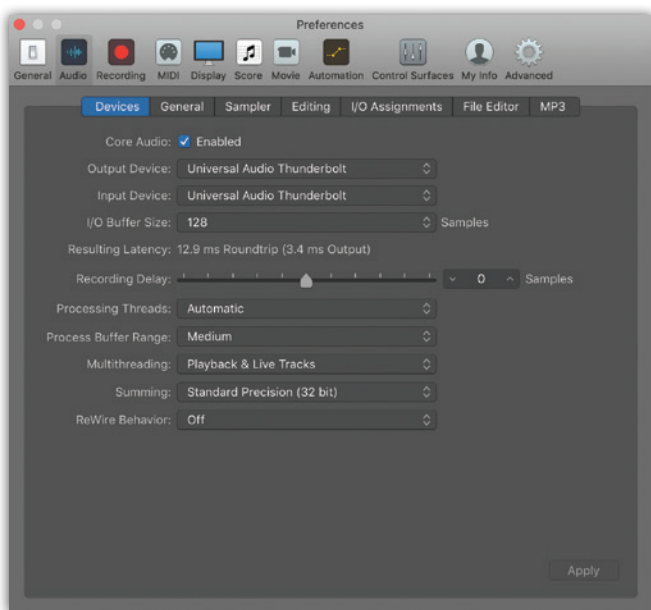 Preferences
General Audio Recording MIDI Display Score Movie Automation Control Surfaces My Info Advanced
Devices General Sampler Editing I/O Assignments File Editor MP3
Core Audio: Enabled
Output Device: Universal Audio Thunderbolt
Input Device: Universal Audio Thunderbolt
I/O Buffer Size: 128 Samples
Resulting Latency: 12.9 ms Roundtrip (3.4 ms Output)
Recording Delay: 0 Samples
Processing Threads: Automatic
Process Buffer Range: Medium
Multithreading: Playback & Live Tracks
Summing: Standard Precision (32 bit)
ReWire Behavior: Off
Apply